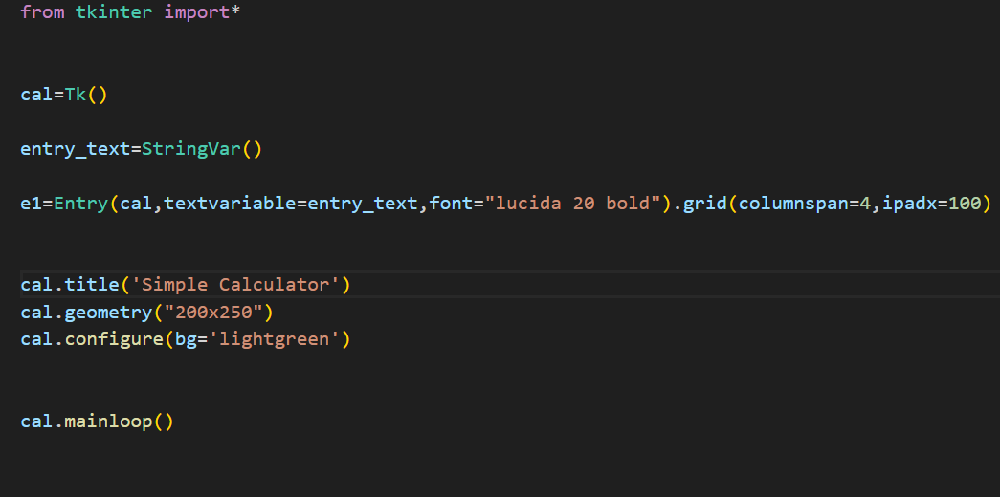 from tkinter import*
cal=Tk()
entry_text=StringVar()
e1=Entry(cal,textvariable=entry_text,font="lucida 20 bold").grid(columnspan=4,ipadx=100)
cal.title('Simple Calculator')
cal.geometry("200x250")
cal.configure(bg='lightgreen')
cal.mainloop()